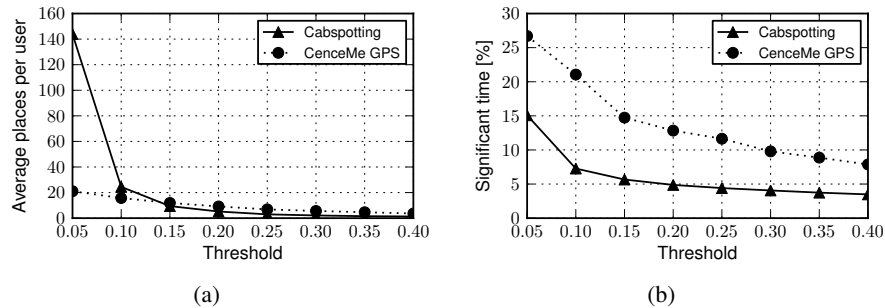 160
140
120
100
80
60
40
20
0
Average places per user
Cabspotting
CenceMe GPS
0.05 0.10 0.15 0.20 0.25 0.30 0.35 0.40
Threshold
(a)
30
25
20
15
10
5
0
Significant time [%]
Cabspotting
CenceMe GPS
0.05 0.10 0.15 0.20 0.25 0.30 0.35 0.40
Threshold
(b)